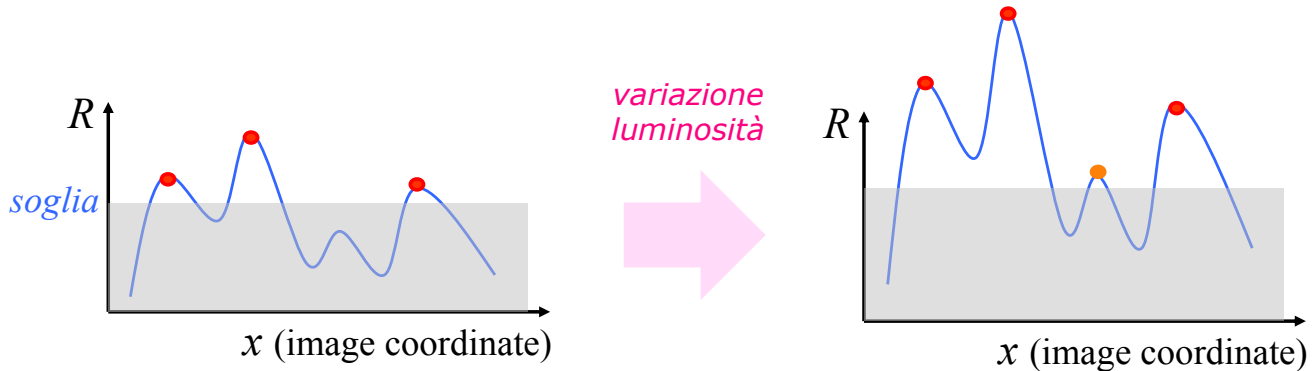 R
soglia
x (image coordinate)
variazione
luminosità
R
x (image coordinate)